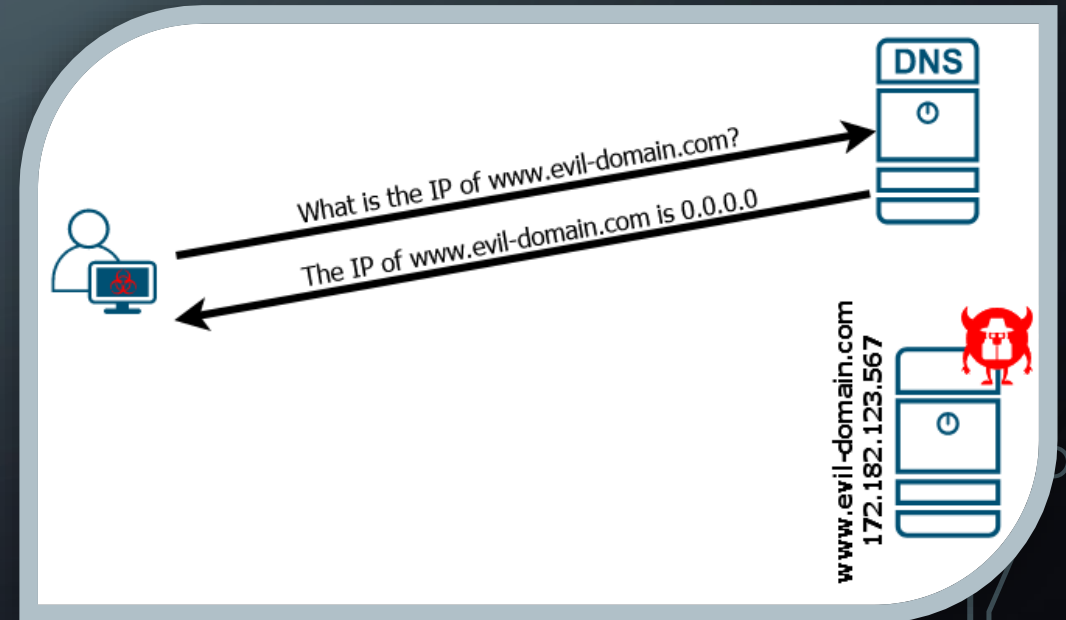 DNS
What is the IP of www.evil-domain.com?
The IP of www.evil-domain.com is 0.0.0.0
www.evil-domain.com
172.182.123.567